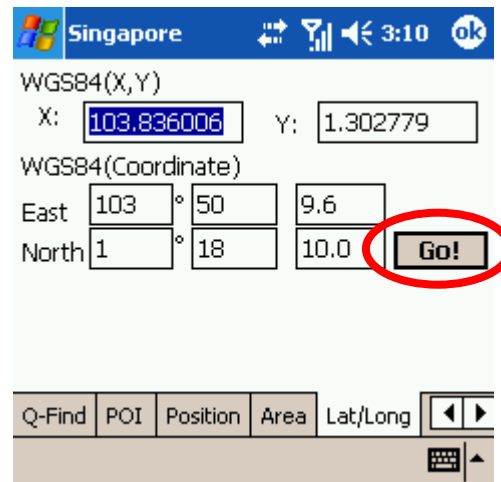 Singapore 3:10 ok
WGS84(X,Y)
X: 103.836006 Y: 1.302779
WGS84(Coordinate)
East 103 ° 50 9.6
North 1 ° 18 10.0 Go!
Q-Find POI Position Area Lat/Long